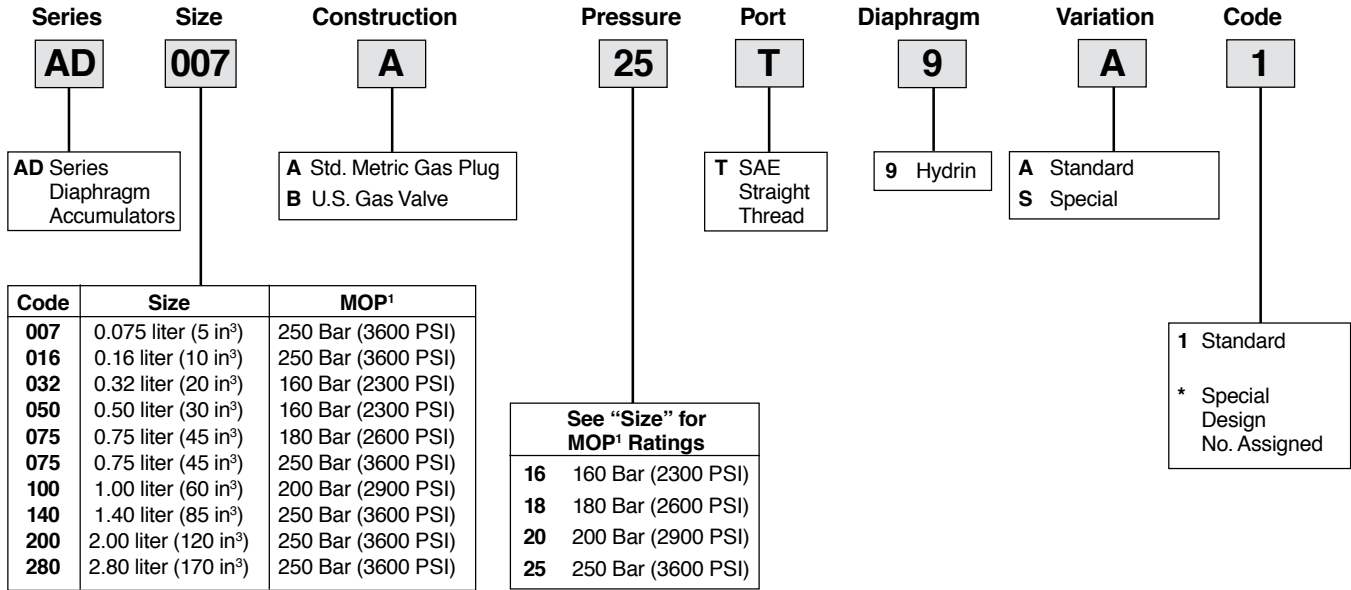 Series Size Construction Pressure Port Diaphragm Variation Code
AD 007 A 25 T 9 A 1
AD Series
Diaphragm
Accumulators
A Std. Metric Gas Plug
B U.S. Gas Valve
T SAE
Straight
Thread
9 Hydrin
A Standard
S Special
Code Size MOP¹
007 0.075 liter (5 in³) 250 Bar (3600 PSI)
016 0.16 liter (10 in³) 250 Bar (3600 PSI)
032 0.32 liter (20 in³) 160 Bar (2300 PSI)
050 0.50 liter (30 in³) 160 Bar (2300 PSI)
075 0.75 liter (45 in³) 180 Bar (2600 PSI)
075 0.75 liter (45 in³) 250 Bar (3600 PSI)
100 1.00 liter (60 in³) 200 Bar (2900 PSI)
140 1.40 liter (85 in³) 250 Bar (3600 PSI)
200 2.00 liter (120 in³) 250 Bar (3600 PSI)
280 2.80 liter (170 in³) 250 Bar (3600 PSI)
See “Size” for
MOP¹ Ratings
16 160 Bar (2300 PSI)
18 180 Bar (2600 PSI)
20 200 Bar (2900 PSI)
25 250 Bar (3600 PSI)
1 Standard
* Special
Design
No. Assigned